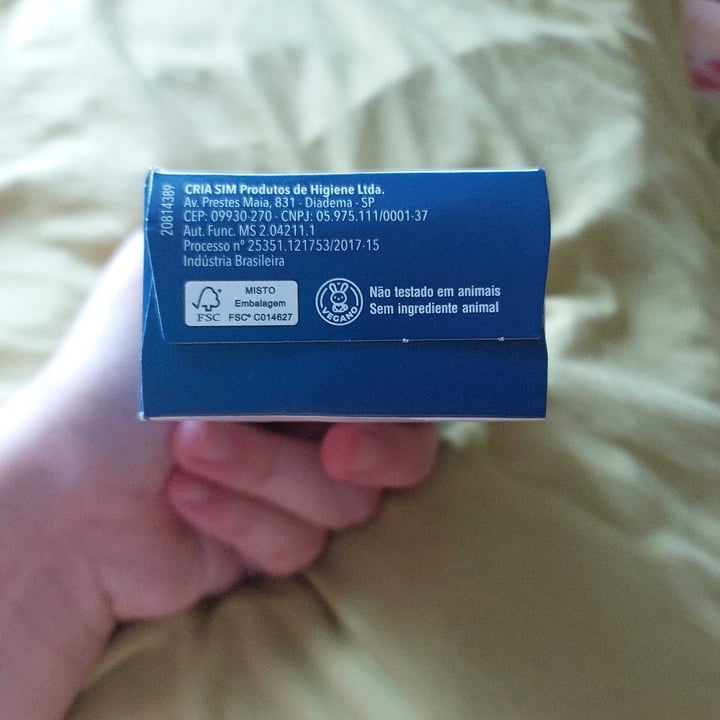 20814389
CRIA SIM Produtos de Higiene Ltda.
Av. Prestes Maia, 831 - Diadema - SP
CEP: 09930-270 - CNPJ: 05.975.111/0001-37
Aut. Func. MS 2.04211.1
Processo nº 25351.121753/2017-15
Indústria Brasileira
FSC
MISTO
Embalagem
FSC® C014627
VEGANO
Não testado em animais
Sem ingrediente animal